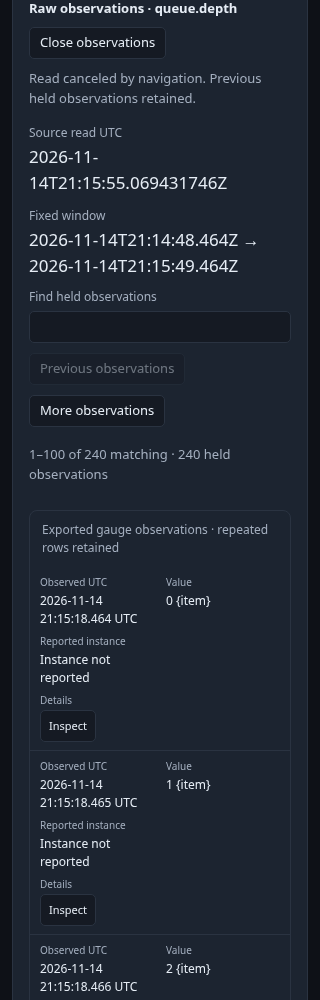 Raw observations · queue.depth
Close observations
Read canceled by navigation. Previous
held observations retained.
Source read UTC
2026-11-
14T21:15:55.069431746Z
Fixed window
2026-11-14T21:14:48.464Z →
2026-11-14T21:15:49.464Z
Find held observations
Previous observations
More observations
1–100 of 240 matching · 240 held
observations
Exported gauge observations · repeated
rows retained
Observed UTC Value
2026-11-14 0 {item}
21:15:18.464 UTC
Reported instance
Instance not
reported
Details
Inspect
Observed UTC Value
2026-11-14 1 {item}
21:15:18.465 UTC
Reported instance
Instance not
reported
Details
Inspect
Observed UTC Value
2026-11-14 2 {item}
21:15:18.466 UTC